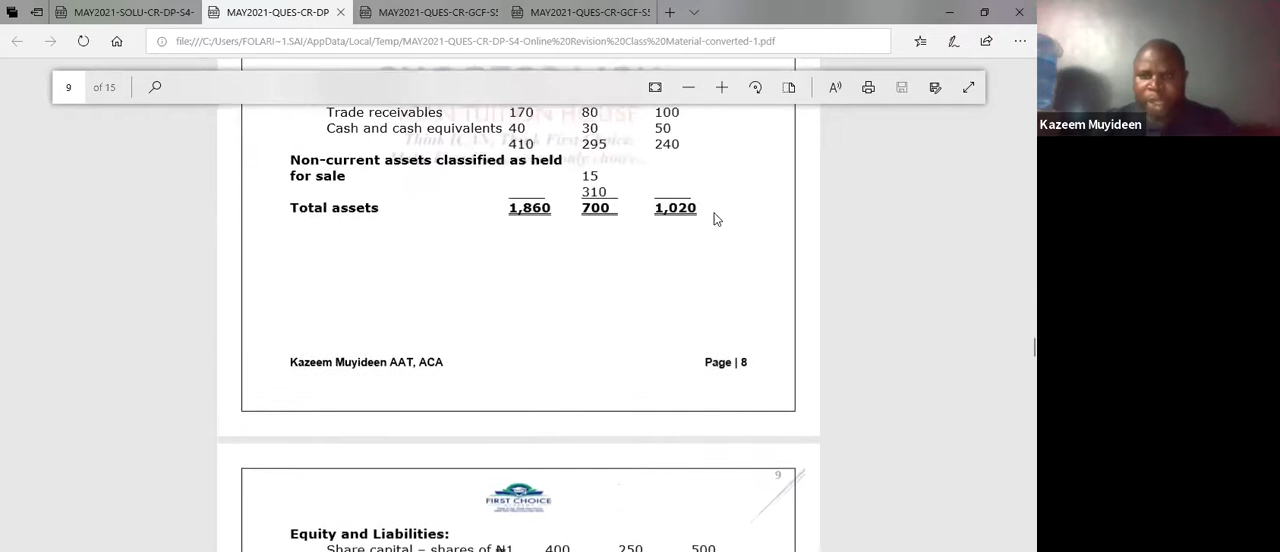 MAY2021-SOLU-CR-DP-S4-
MAY2021-QUES-CR-DP
MAY2021-QUES-CR-GCF-S5
MAY2021-QUES-CR-GCF-S5
file:///C:/Users/FOLARI~1.SAI/AppData/Local/Temp/MAY2021-QUES-CR-DP-S4-Online%20Revision%20Class%20Material-converted-1.pdf
9 of 15
Kazeem Muyideen
Trade receivables 170 80 100
TUITION HOUSE
Cash and cash equivalents 40 30 50
410 295 240
Non-current assets classified as held
for sale 15
310
Total assets 1,860 700 1,020
Kazeem Muyideen AAT, ACA Page | 8
9
FIRST CHOICE
Equity and Liabilities:
Share capital – shares of ₦1 400 250 500